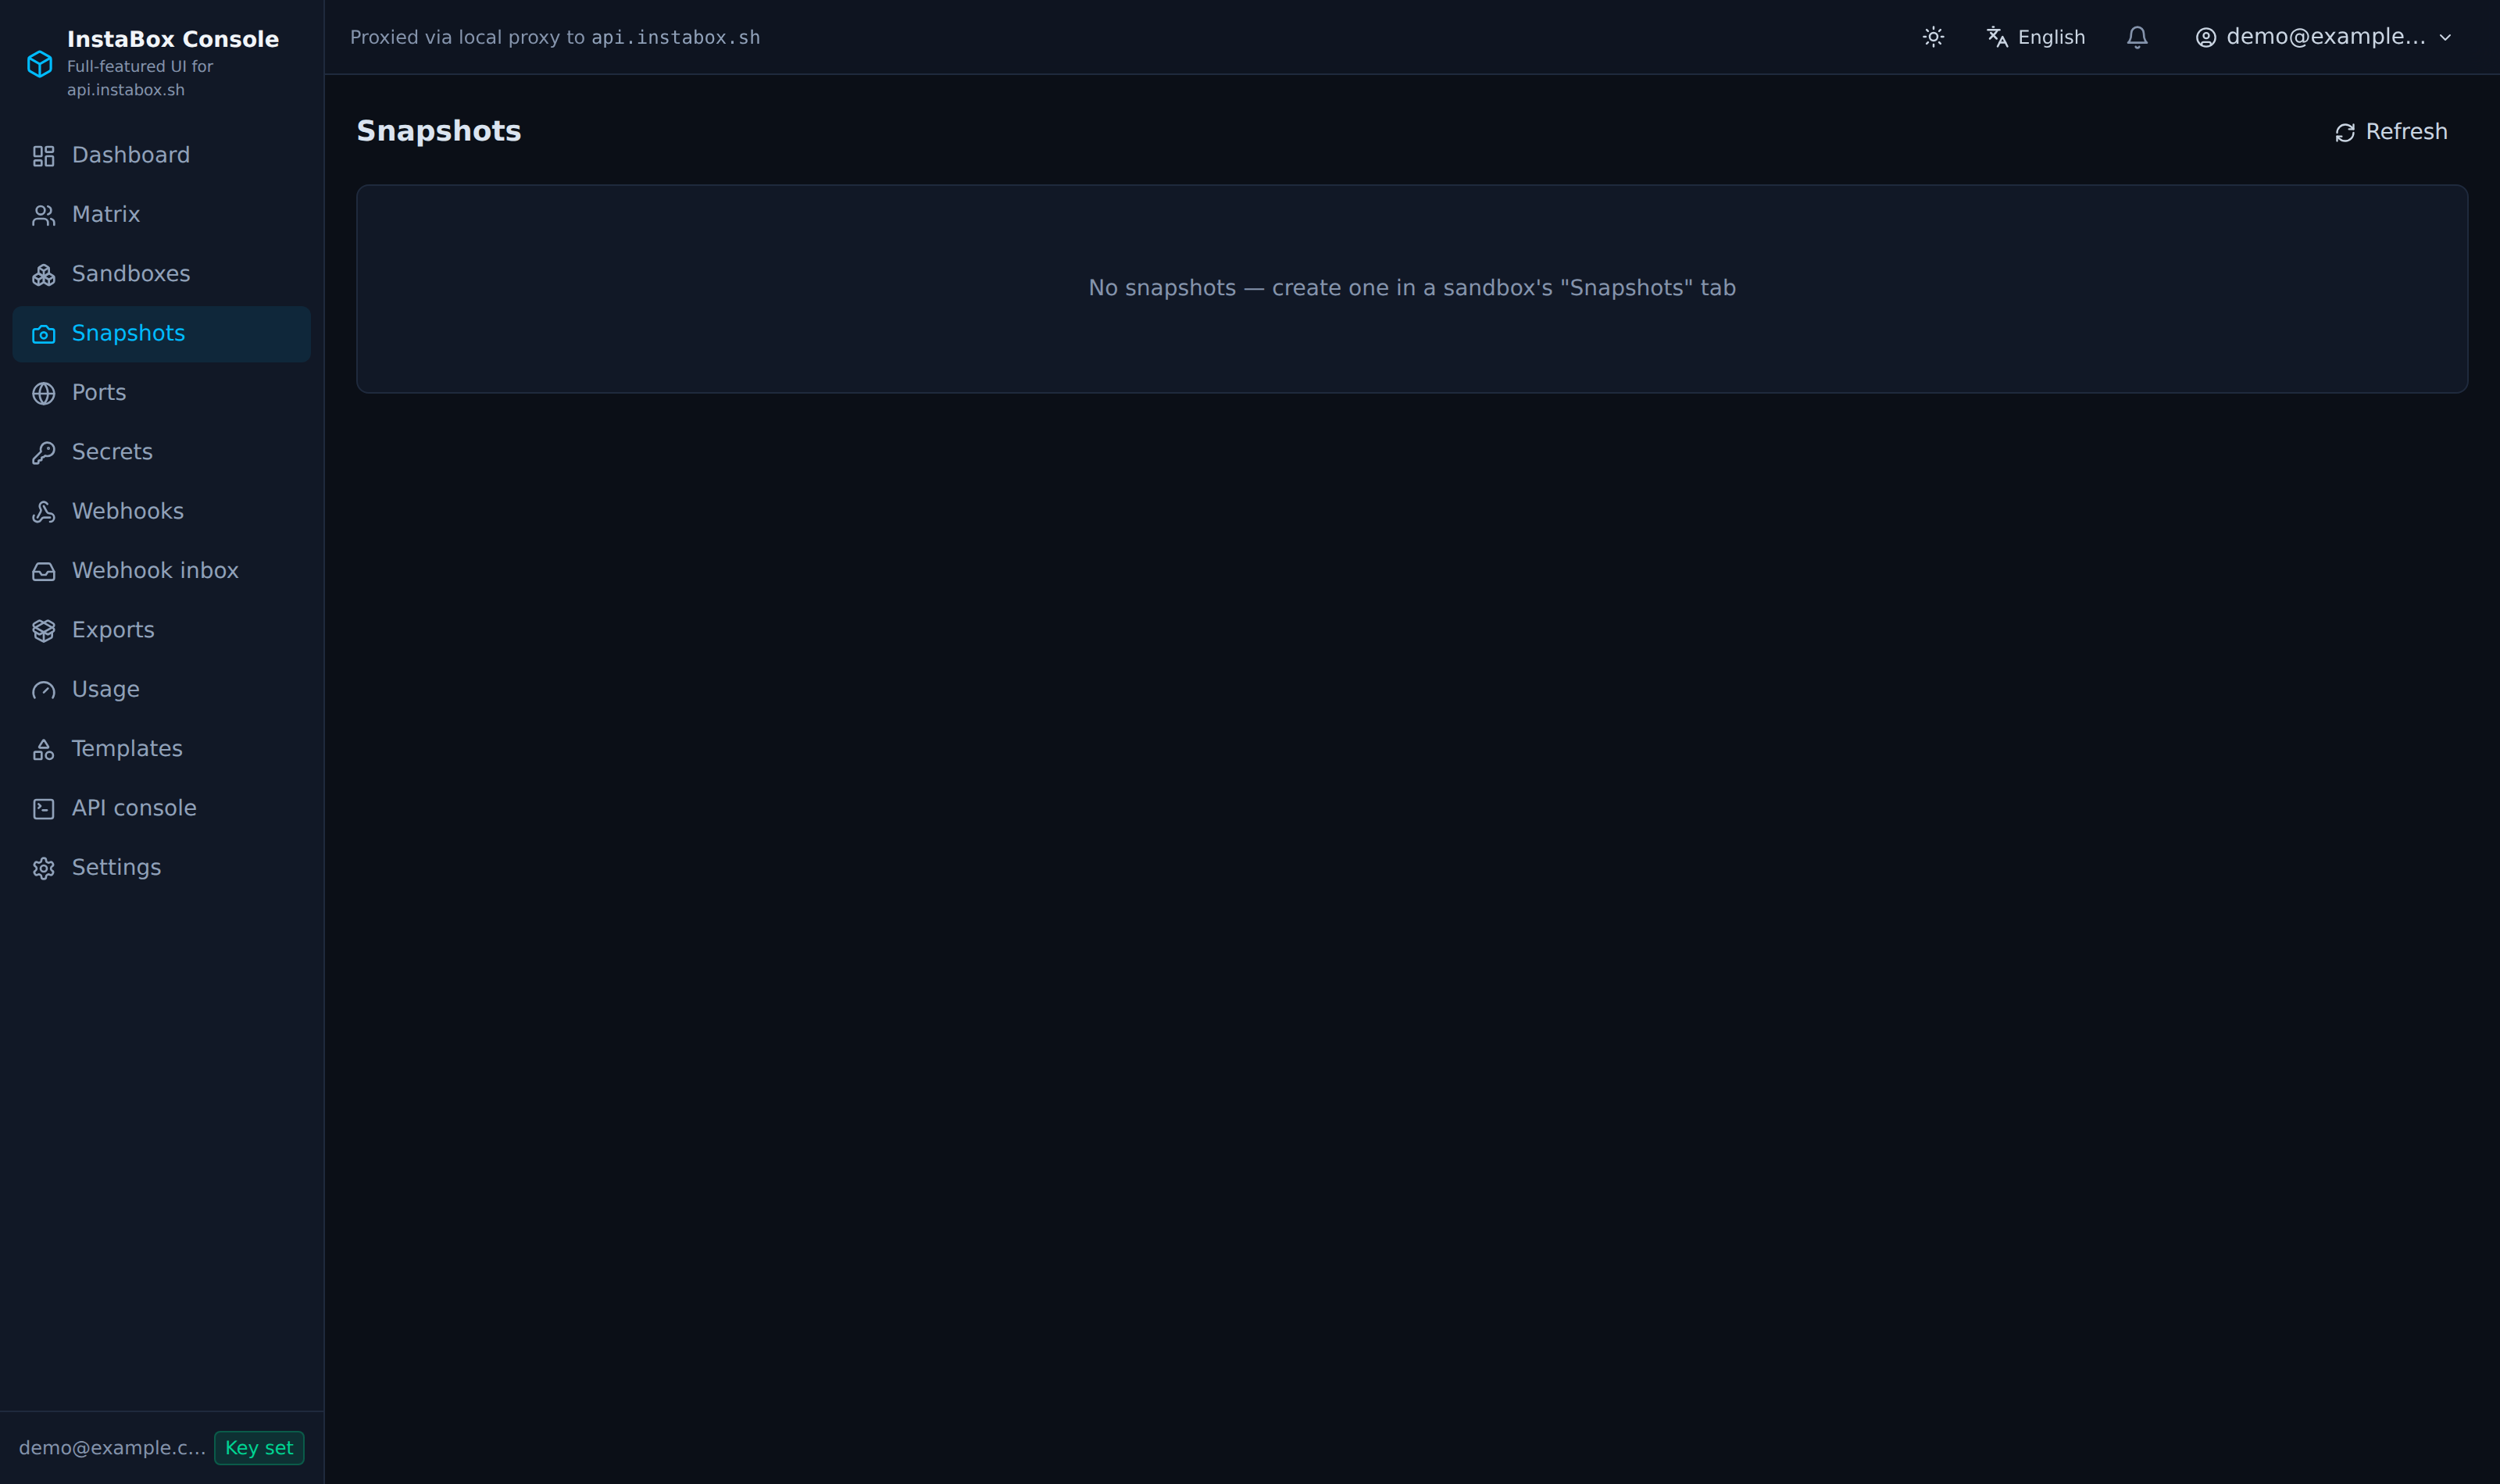 InstaBox Console
Full-featured UI for
api.instabox.sh
Dashboard
Matrix
Sandboxes
Snapshots
Ports
Secrets
Webhooks
Webhook inbox
Exports
Usage
Templates
API console
Settings
demo@example.c...
Key set
Proxied via local proxy to api.instabox.sh
English
demo@example...
Snapshots
Refresh
No snapshots — create one in a sandbox's "Snapshots" tab